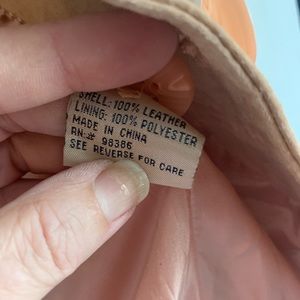 SHELL: 100% LEATHER
LINING: 100% POLYESTER
MADE IN CHINA
RN# 98386
SEE REVERSE FOR CARE